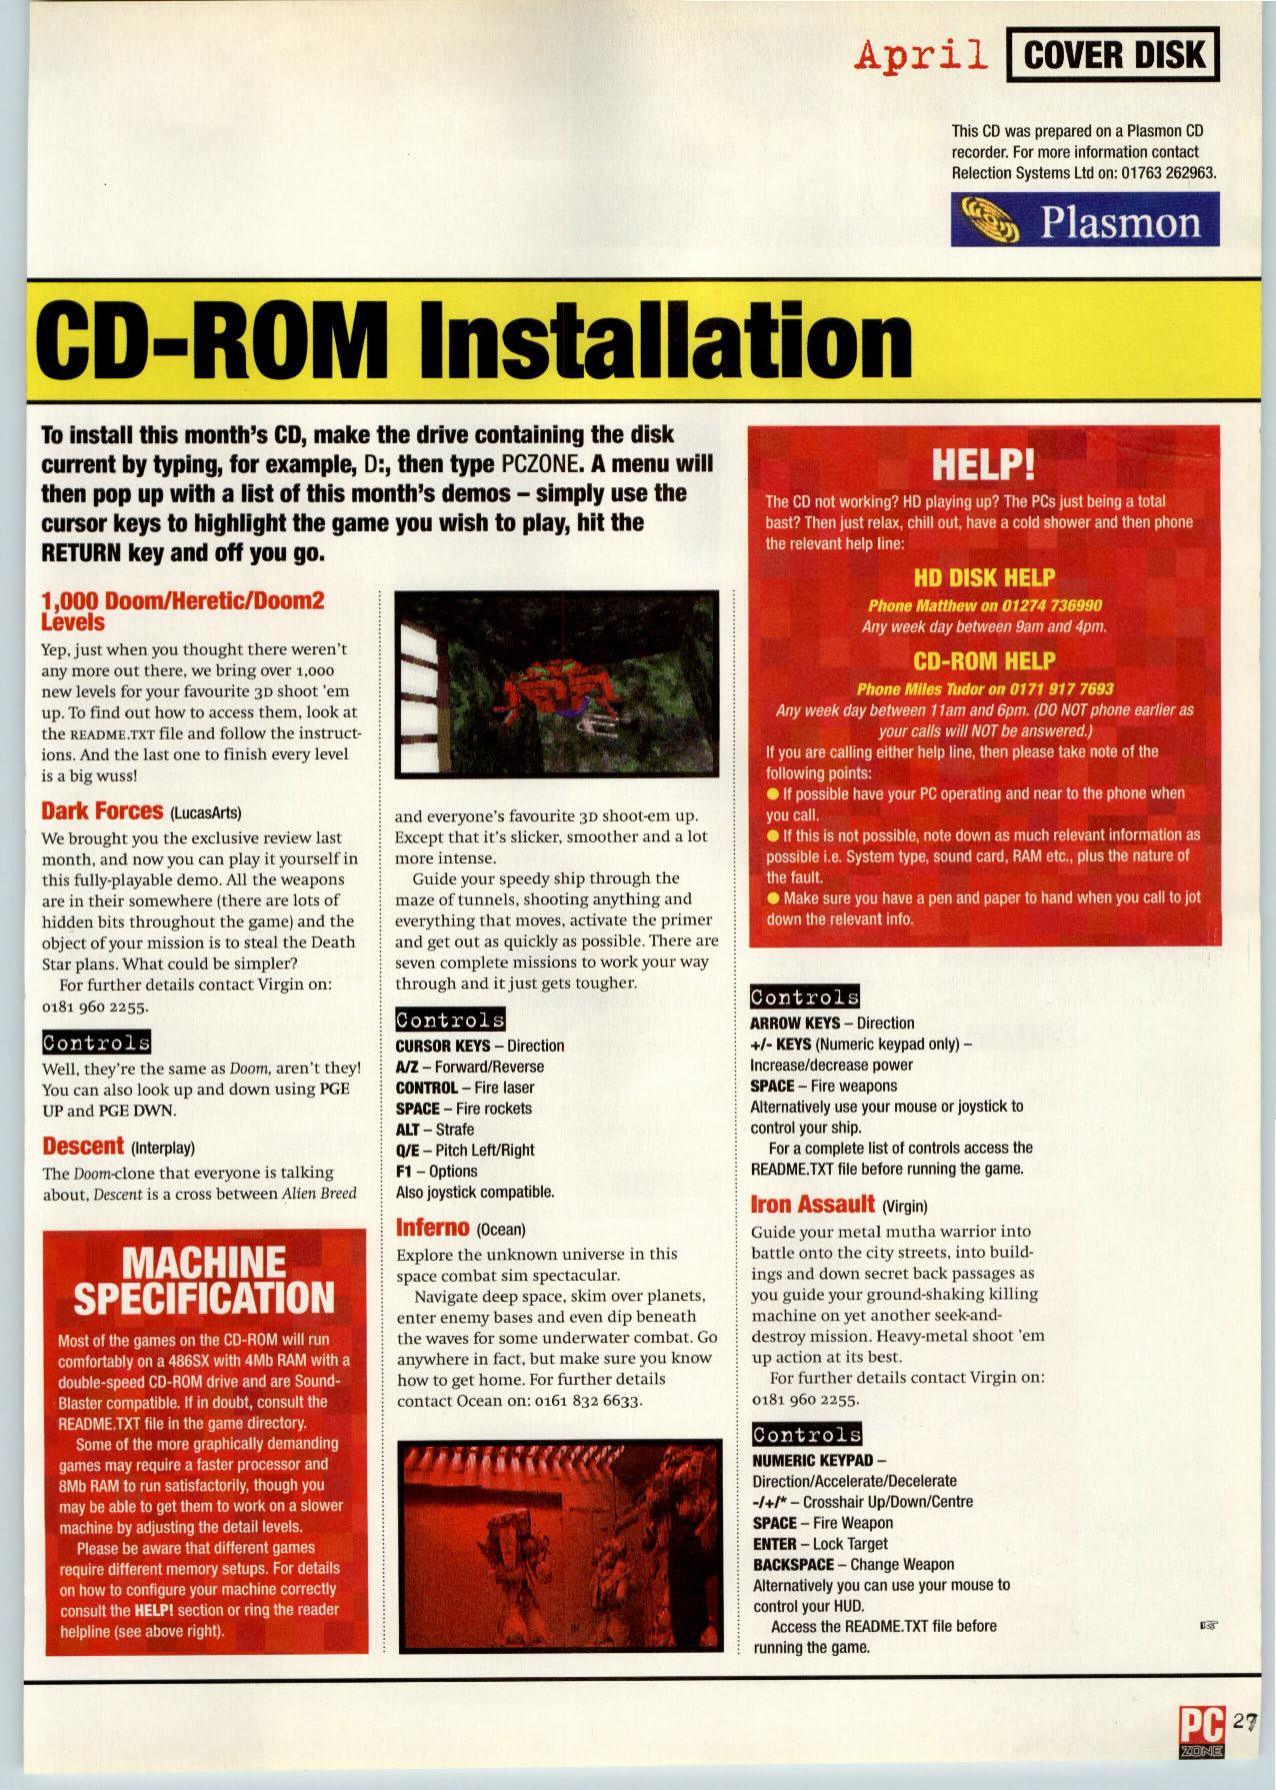 April COVER DISK
This CD was prepared on a Plasmon CD
recorder. For more information contact
Relection Systems Ltd on: 01763 262963.
Plasmon
CD-ROM Installation
To install this month's CD, make the drive containing the disk
current by typing, for example, D:, then type PCZONE. A menu will
then pop up with a list of this month's demos – simply use the
cursor keys to highlight the game you wish to play, hit the
RETURN key and off you go.
1,000 Doom/Heretic/Doom2
Levels
Yep, just when you thought there weren't
any more out there, we bring over 1,000
new levels for your favourite 3D shoot 'em
up. To find out how to access them, look at
the README.TXT file and follow the instruct-
ions. And the last one to finish every level
is a big wuss!
Dark Forces (LucasArts)
We brought you the exclusive review last
month, and now you can play it yourself in
this fully-playable demo. All the weapons
are in their somewhere (there are lots of
hidden bits throughout the game) and the
object of your mission is to steal the Death
Star plans. What could be simpler?
For further details contact Virgin on:
0181 960 2255.
Controls
Well, they're the same as Doom, aren't they!
You can also look up and down using PGE
UP and PGE DWN.
Descent (Interplay)
The Doom-clone that everyone is talking
about, Descent is a cross between Alien Breed
MACHINE
SPECIFICATION
Most of the games on the CD-ROM will run
comfortably on a 486SX with 4Mb RAM with a
double-speed CD-ROM drive and are Sound-
Blaster compatible. If in doubt, consult the
README.TXT file in the game directory.
Some of the more graphically demanding
games may require a faster processor and
8Mb RAM to run satisfactorily, though you
may be able to get them to work on a slower
machine by adjusting the detail levels.
Please be aware that different games
require different memory setups. For details
on how to configure your machine correctly
consult the HELP! section or ring the reader
helpline (see above right).
and everyone's favourite 3D shoot-em up.
Except that it's slicker, smoother and a lot
more intense.
Guide your speedy ship through the
maze of tunnels, shooting anything and
everything that moves, activate the primer
and get out as quickly as possible. There are
seven complete missions to work your way
through and it just gets tougher.
Controls
CURSOR KEYS – Direction
A/Z – Forward/Reverse
CONTROL – Fire laser
SPACE – Fire rockets
ALT – Strafe
Q/E – Pitch Left/Right
F1 – Options
Also joystick compatible.
Inferno (Ocean)
Explore the unknown universe in this
space combat sim spectacular.
Navigate deep space, skim over planets,
enter enemy bases and even dip beneath
the waves for some underwater combat. Go
anywhere in fact, but make sure you know
how to get home. For further details
contact Ocean on: 0161 832 6633.
HELP!
The CD not working? HD playing up? The PCs just being a total
bast? Then just relax, chill out, have a cold shower and then phone
the relevant help line:
HD DISK HELP
Phone Matthew on 01274 736990
Any week day between 9am and 4pm.
CD-ROM HELP
Phone Miles Tudor on 0171 917 7693
Any week day between 11am and 6pm. (DO NOT phone earlier as
your calls will NOT be answered.)
If you are calling either help line, then please take note of the
following points:
● If possible have your PC operating and near to the phone when
you call.
● If this is not possible, note down as much relevant information as
possible i.e. System type, sound card, RAM etc., plus the nature of
the fault.
● Make sure you have a pen and paper to hand when you call to jot
down the relevant info.
Controls
ARROW KEYS – Direction
+/- KEYS (Numeric keypad only) –
Increase/decrease power
SPACE – Fire weapons
Alternatively use your mouse or joystick to
control your ship.
For a complete list of controls access the
README.TXT file before running the game.
Iron Assault (Virgin)
Guide your metal mutha warrior into
battle onto the city streets, into build-
ings and down secret back passages as
you guide your ground-shaking killing
machine on yet another seek-and-
destroy mission. Heavy-metal shoot 'em
up action at its best.
For further details contact Virgin on:
0181 960 2255.
Controls
NUMERIC KEYPAD –
Direction/Accelerate/Decelerate
-/+/* – Crosshair Up/Down/Centre
SPACE – Fire Weapon
ENTER – Lock Target
BACKSPACE – Change Weapon
Alternatively you can use your mouse to
control your HUD.
Access the README.TXT file before
running the game.
PC
ZONE
27